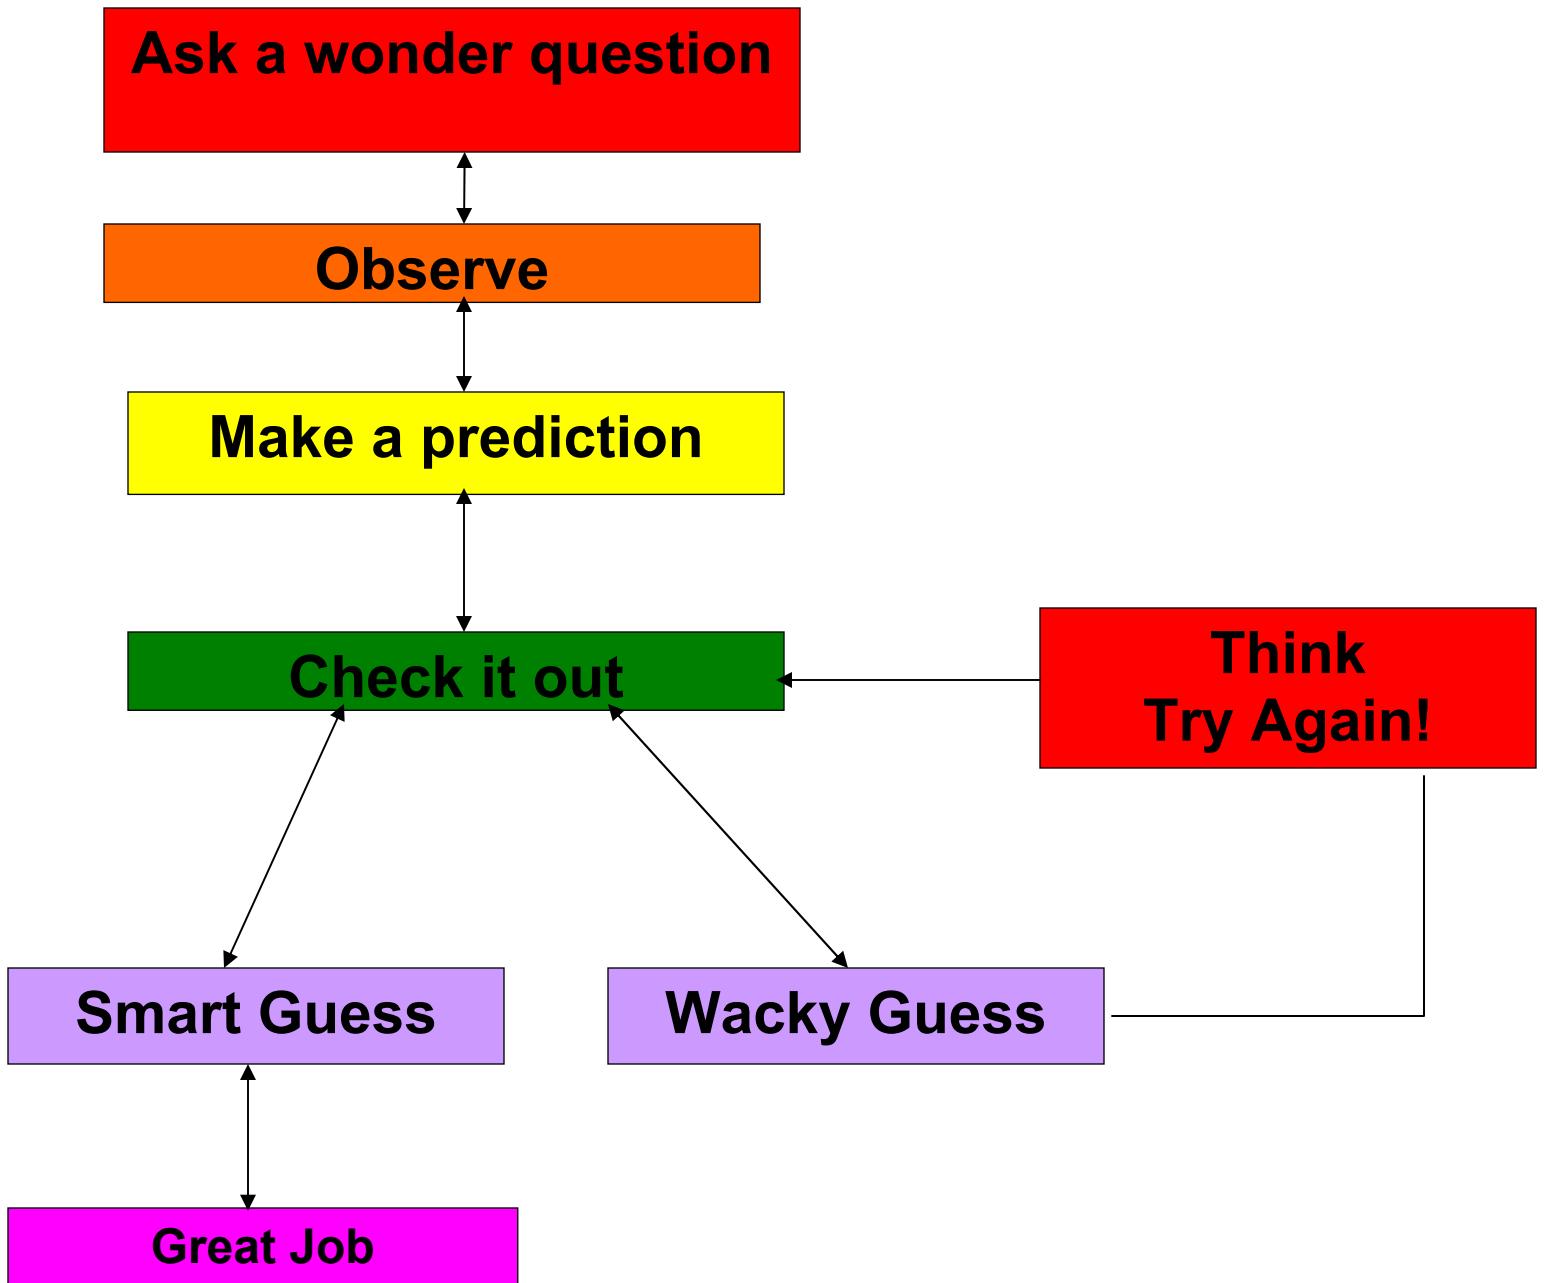 Ask a wonder question
Observe
Make a prediction
Check it out
Think
Try Again!
Smart Guess
Wacky Guess
Great Job